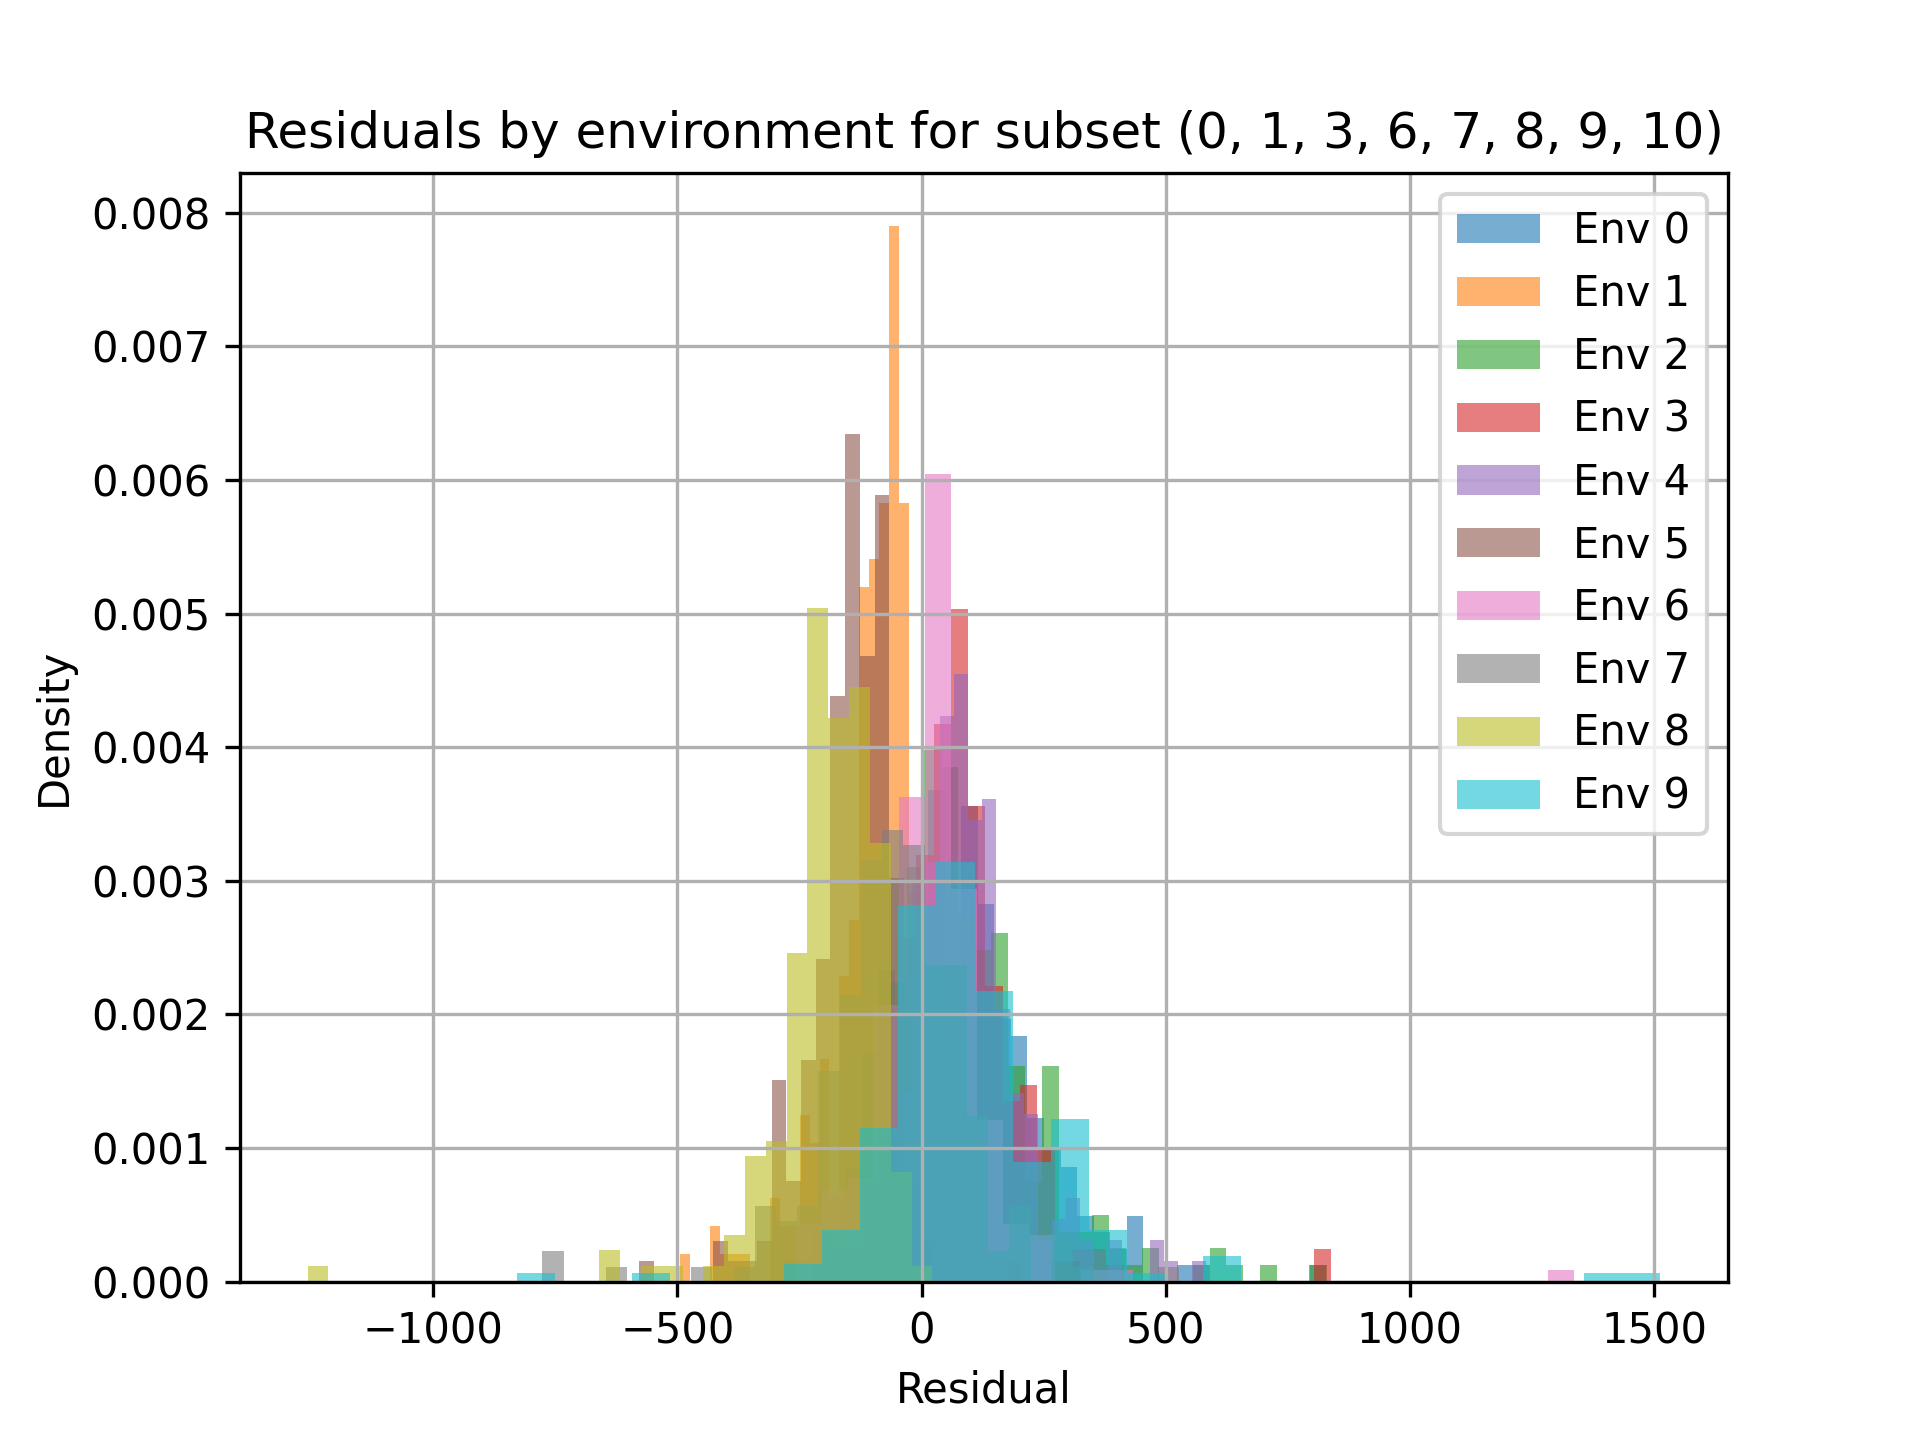 Residuals by environment for subset (0, 1, 3, 6, 7, 8, 9, 10)
0.008
0.007
0.006
0.005
0.004
0.003
0.002
0.001
0.000
Density
−1000
−500
0
500
1000
1500
Residual
Env 0
Env 1
Env 2
Env 3
Env 4
Env 5
Env 6
Env 7
Env 8
Env 9